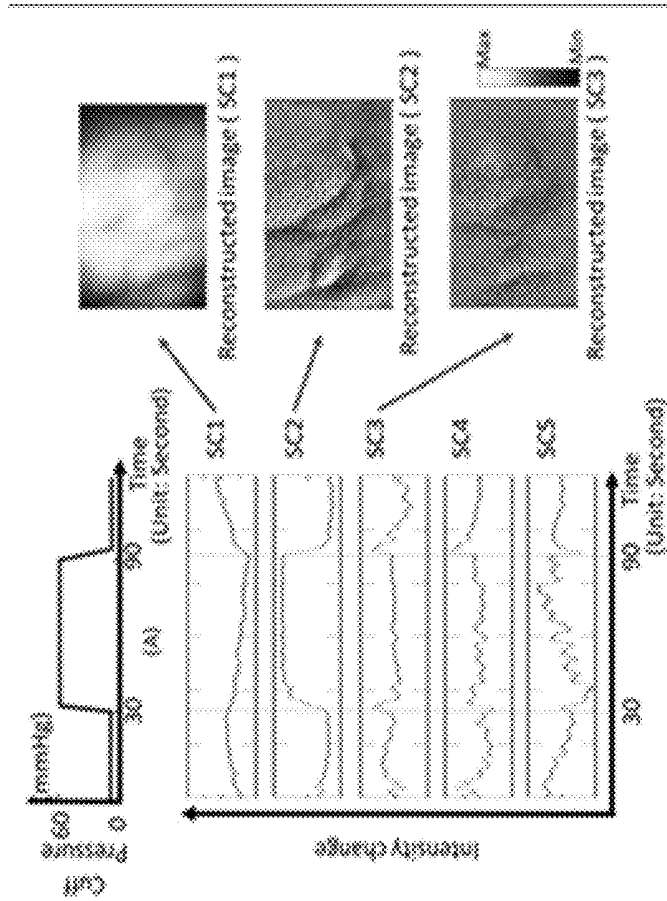 Cuff
Pressure
[mmHg]
60
0
30
90
Time
(Unit: Second)
(A)
Intensity change
SC1
SC2
SC3
SC4
SC5
30
90
Time
(Unit: Second)
Reconstructed image ( SC1 )
Reconstructed image ( SC2 )
Reconstructed image ( SC3 )
Max
Min